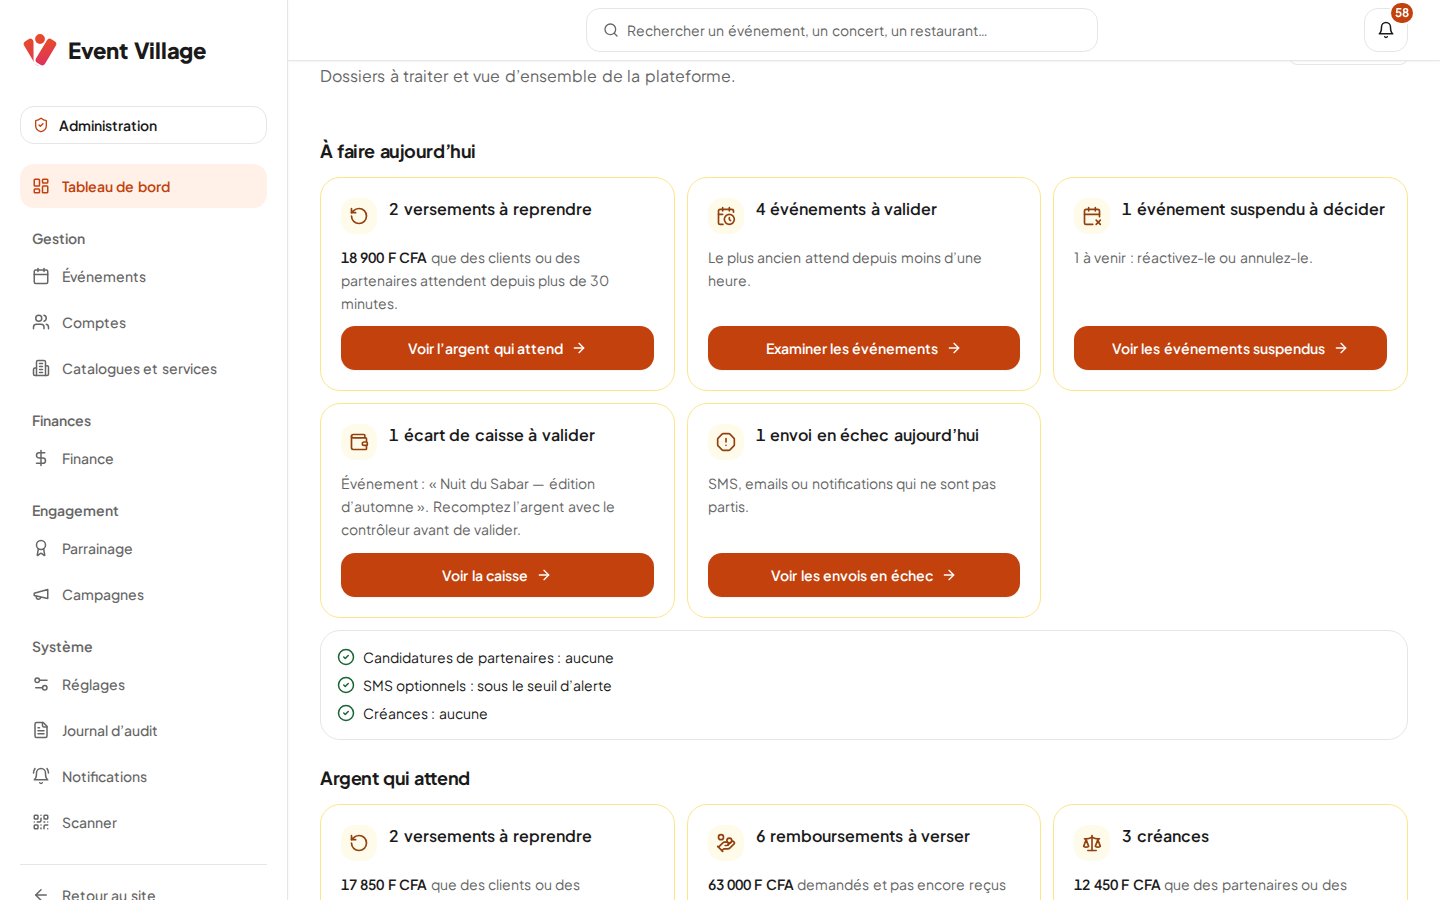 Event Village
Rechercher un événement, un concert, un restaurant…
58
Administration
Tableau de bord
Gestion
Événements
Comptes
Catalogues et services
Finances
Finance
Engagement
Parrainage
Campagnes
Système
Réglages
Journal d’audit
Notifications
Scanner
Retour au site
Dossiers à traiter et vue d’ensemble de la plateforme.
À faire aujourd’hui
2 versements à reprendre
18 900 F CFA que des clients ou des
partenaires attendent depuis plus de 30
minutes.
Voir l’argent qui attend
4 événements à valider
Le plus ancien attend depuis moins d’une
heure.
Examiner les événements
1 événement suspendu à décider
1 à venir : réactivez-le ou annulez-le.
Voir les événements suspendus
1 écart de caisse à valider
Événement : « Nuit du Sabar — édition
d’automne ». Recomptez l’argent avec le
contrôleur avant de valider.
Voir la caisse
1 envoi en échec aujourd’hui
SMS, emails ou notifications qui ne sont pas
partis.
Voir les envois en échec
Candidatures de partenaires : aucune
SMS optionnels : sous le seuil d’alerte
Créances : aucune
Argent qui attend
2 versements à reprendre
17 850 F CFA que des clients ou des
6 remboursements à verser
63 000 F CFA demandés et pas encore reçus
3 créances
12 450 F CFA que des partenaires ou des